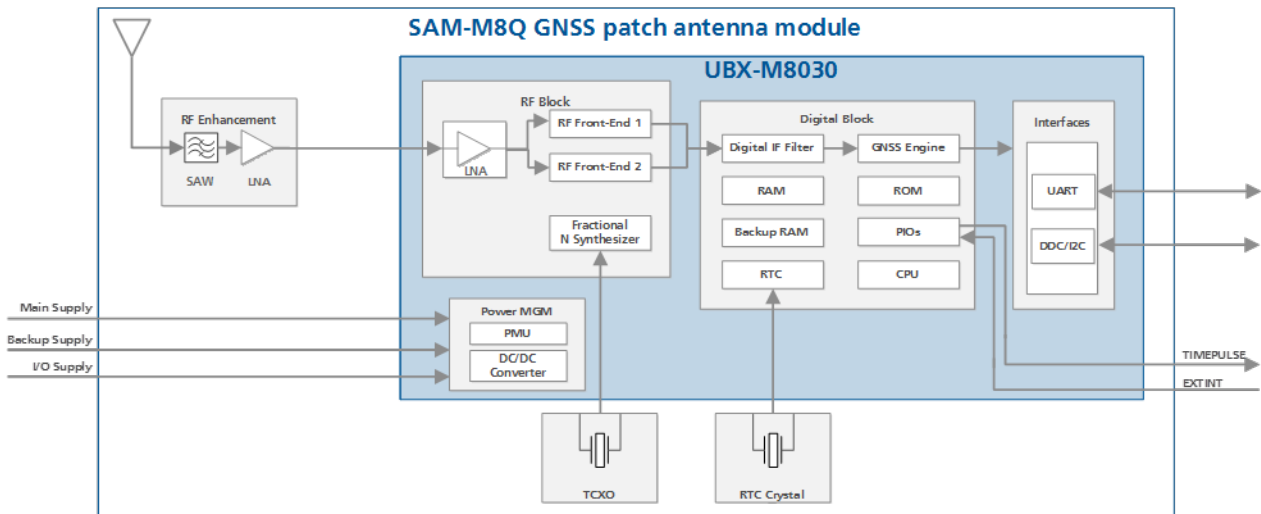 SAM-M8Q GNSS patch antenna module
UBX-M8030
RF Enhancement
SAW
LNA
RF Block
LNA
RF Front-End 1
RF Front-End 2
Fractional
N Synthesizer
Digital Block
Digital IF Filter
GNSS Engine
RAM
ROM
Backup RAM
PIOs
RTC
CPU
Interfaces
UART
DDC/I2C
Main Supply
Backup Supply
I/O Supply
Power MGM
PMU
DC/DC
Converter
TIMEPULSE
EXTINT
TCXO
RTC Crystal